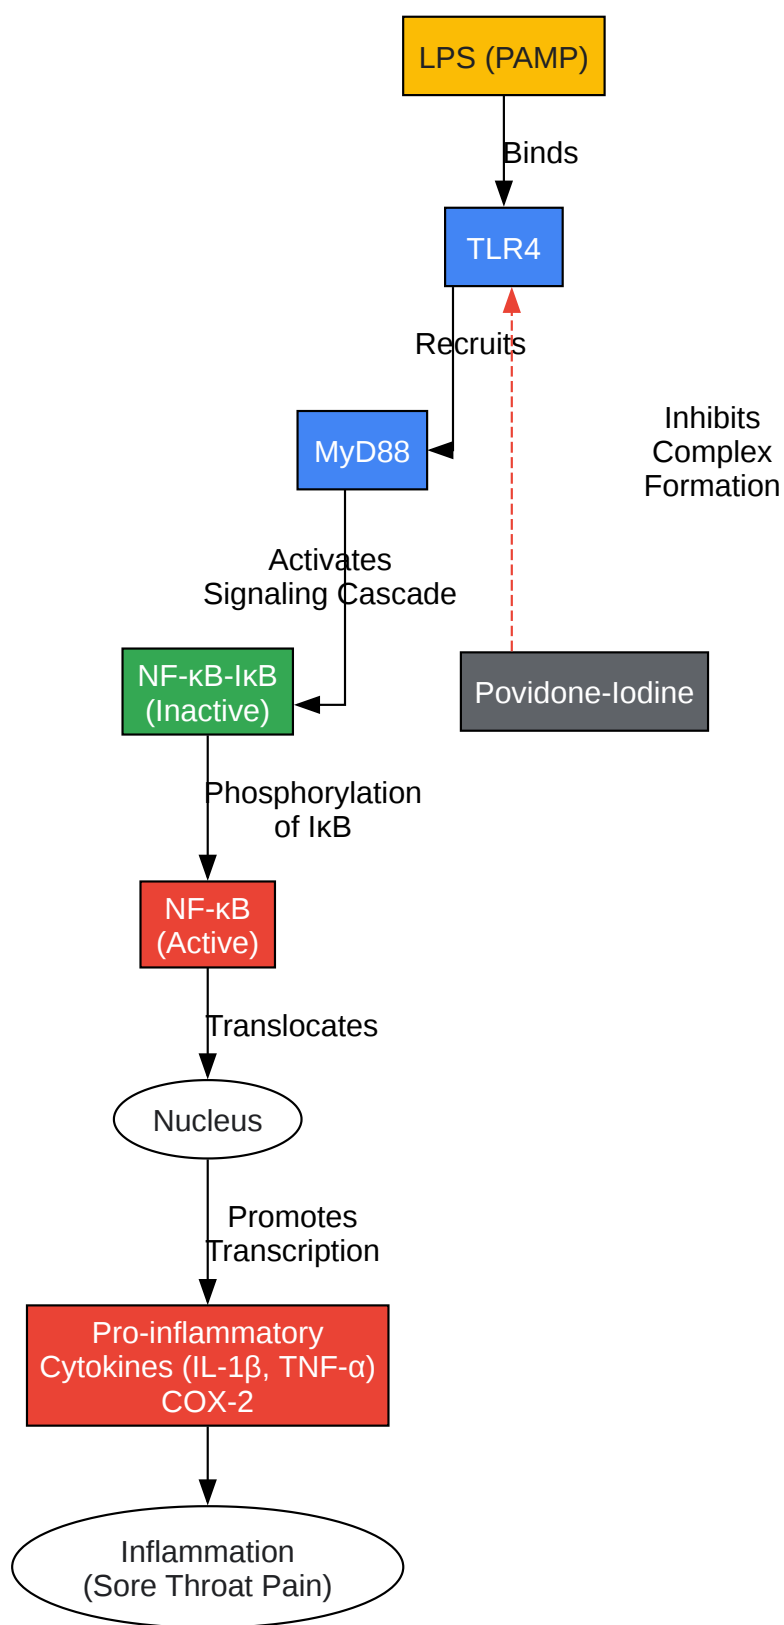 LPS (PAMP)
Binds
TLR4
Recruits
Inhibits
Complex
Formation
MyD88
Activates
Signaling Cascade
NF-κB-IκB
(Inactive)
Povidone-Iodine
Phosphorylation
of IκB
NF-κB
(Active)
Translocates
Nucleus
Promotes
Transcription
Pro-inflammatory
Cytokines (IL-1β, TNF-α)
COX-2
Inflammation
(Sore Throat Pain)